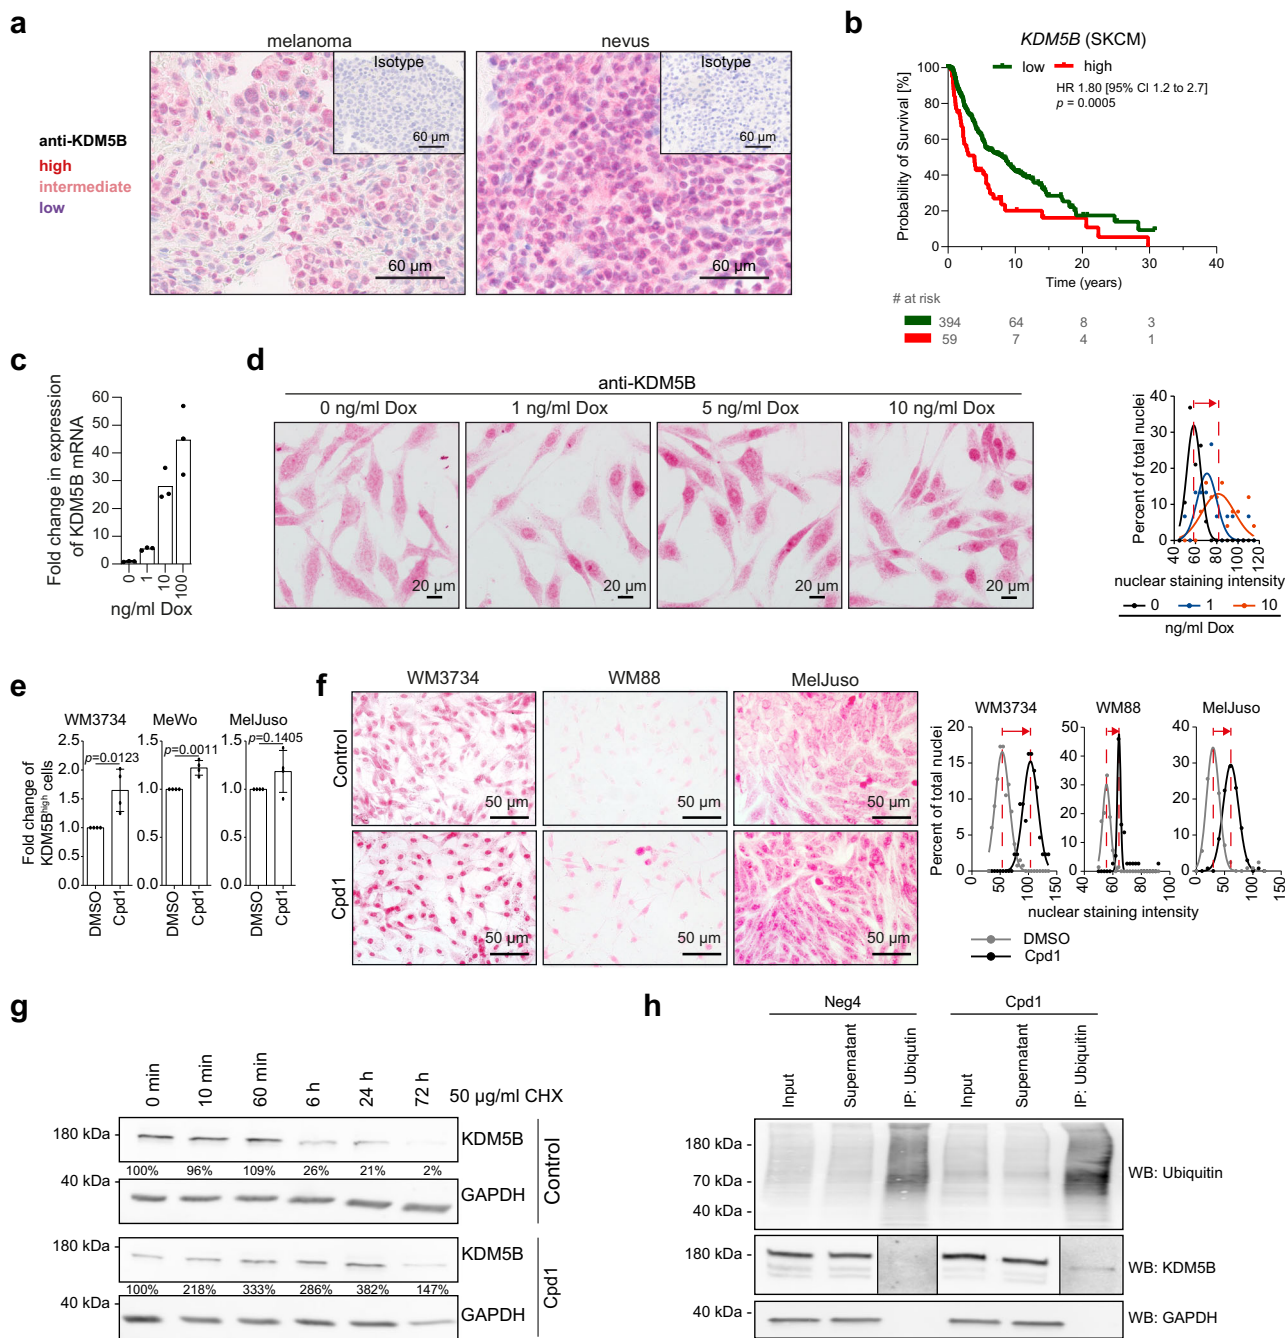 a
melanoma
nevus
Isotype
60 µm
60 µm
Isotype
60 µm
60 µm
anti-KDM5B
high
intermediate
low
b
KDM5B (SKCM)
low high
HR 1.80 [95% CI 1.2 to 2.7]
p = 0.0005
Probability of Survival [%]
100
80
60
40
20
0
0 10 20 30 40
Time (years)
# at risk
394 64 8 3
59 7 4 1
c
Fold change in expression
of KDM5B mRNA
60
50
40
30
20
10
0
0 1 10 100
ng/ml Dox
d
anti-KDM5B
0 ng/ml Dox 1 ng/ml Dox 5 ng/ml Dox 10 ng/ml Dox
20 µm 20 µm 20 µm 20 µm
Percent of total nuclei
40
30
20
10
0
40 60 80 100 120
nuclear staining intensity
0 1 10
ng/ml Dox
e
WM3734 MeWo MelJuso
Fold change of
KDM5Bhigh cells
2.5
2.0
1.5
1.0
0.5
0.0
p=0.0123
DMSO Cpd1
1.5
1.0
0.5
0.0
p=0.0011
DMSO Cpd1
1.5
1.0
0.5
0.0
p=0.1405
DMSO Cpd1
f
WM3734 WM88 MelJuso
Control
50 µm 50 µm 50 µm
Cpd1
50 µm 50 µm 50 µm
WM3734 WM88 MelJuso
Percent of total nuclei
20
15
10
5
0
0 50 100 150
50
40
30
20
10
0
40 60 80 100
40
20
0
0 50 100 150
nuclear staining intensity
DMSO
Cpd1
g
0 min 10 min 60 min 6 h 24 h 72 h 50 µg/ml CHX
180 kDa KDM5B
100% 96% 109% 26% 21% 2%
40 kDa GAPDH
Control
180 kDa KDM5B
100% 218% 333% 286% 382% 147%
40 kDa GAPDH
Cpd1
h
Neg4 Cpd1
Input Supernatant IP: Ubiqutin Input Supernatant IP: Ubiqutin
180 kDa
70 kDa
40 kDa
WB: Ubiquitin
180 kDa WB: KDM5B
40 kDa WB: GAPDH